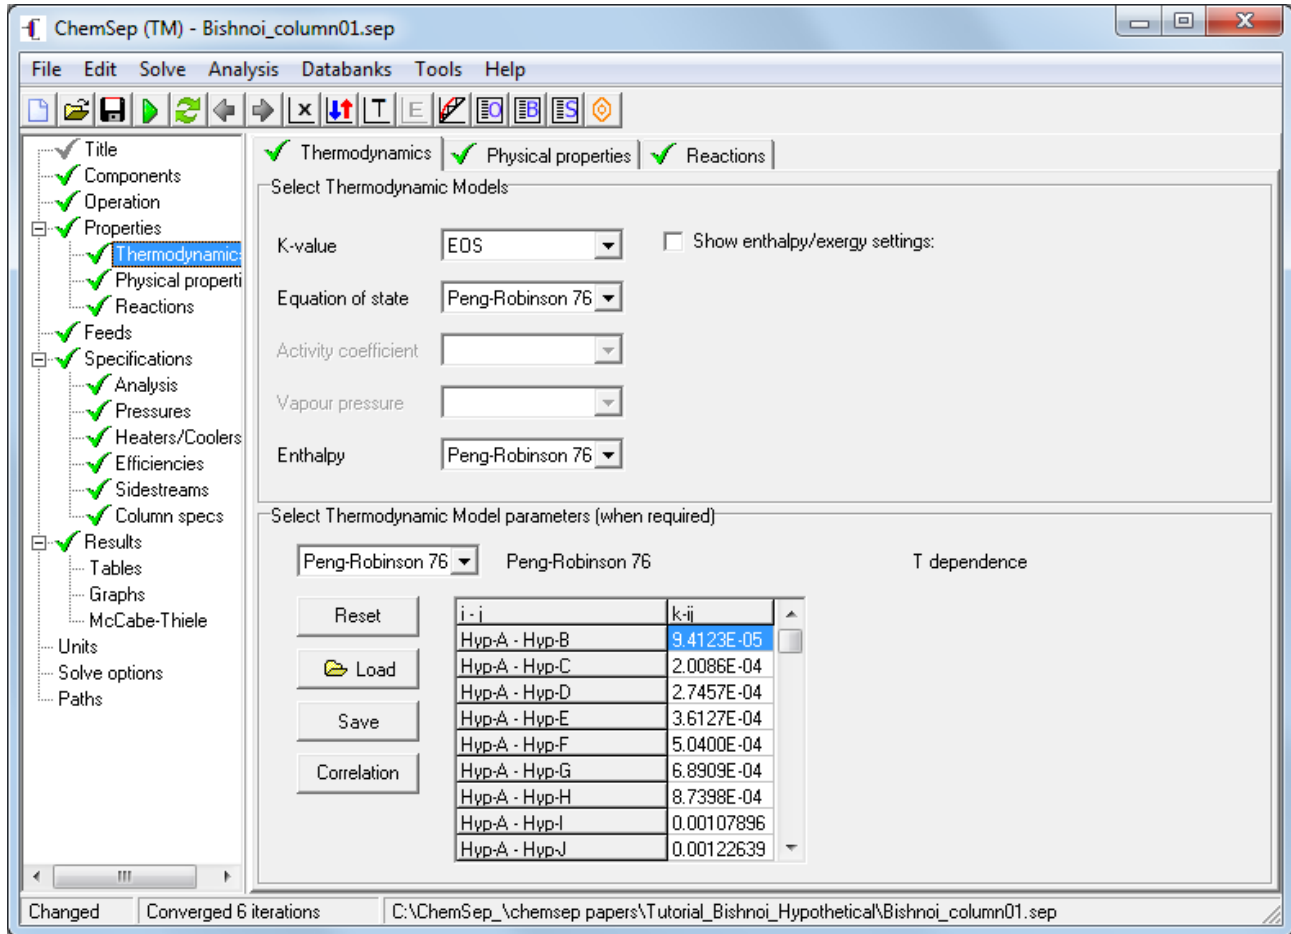 ChemSep (TM) - Bishnoi_column01.sep
File Edit Solve Analysis Databanks Tools Help
Title
Components
Operation
Properties
Thermodynamic
Physical properti
Reactions
Feeds
Specifications
Analysis
Pressures
Heaters/Coolers
Efficiencies
Sidestreams
Column specs
Results
Tables
Graphs
McCabe-Thiele
Units
Solve options
Paths
Thermodynamics Physical properties Reactions
Select Thermodynamic Models
K-value EOS Show enthalpy/exergy settings:
Equation of state Peng-Robinson 76
Activity coefficient
Vapour pressure
Enthalpy Peng-Robinson 76
Select Thermodynamic Model parameters (when required)
Peng-Robinson 76 Peng-Robinson 76 T dependence
Reset
Load
Save
Correlation
i - j k-ij
Hyp-A - Hyp-B 9.4123E-05
Hyp-A - Hyp-C 2.0086E-04
Hyp-A - Hyp-D 2.7457E-04
Hyp-A - Hyp-E 3.6127E-04
Hyp-A - Hyp-F 5.0400E-04
Hyp-A - Hyp-G 6.8909E-04
Hyp-A - Hyp-H 8.7398E-04
Hyp-A - Hyp-I 0.00107896
Hyp-A - Hyp-J 0.00122639
Changed Converged 6 iterations C:\ChemSep_\chemsep papers\Tutorial_Bishnoi_Hypothetical\Bishnoi_column01.sep